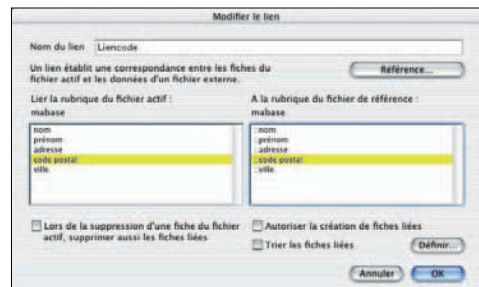 Modifier le lien
Nom du lien Liencode
Un lien établit une correspondance entre les fiches du
fichier actif et les données d'un fichier externe.
Référence...
Lier la rubrique du fichier actif :
mabase
nom
prénom
adresse
code postal
ville
A la rubrique du fichier de référence :
mabase
::nom
::prénom
::adresse
::code postal
::ville
Lors de la suppression d'une fiche du fichier
actif, supprimer aussi les fiches liées
Autoriser la création de fiches liées
Trier les fiches liées
Définir...
Annuler
OK